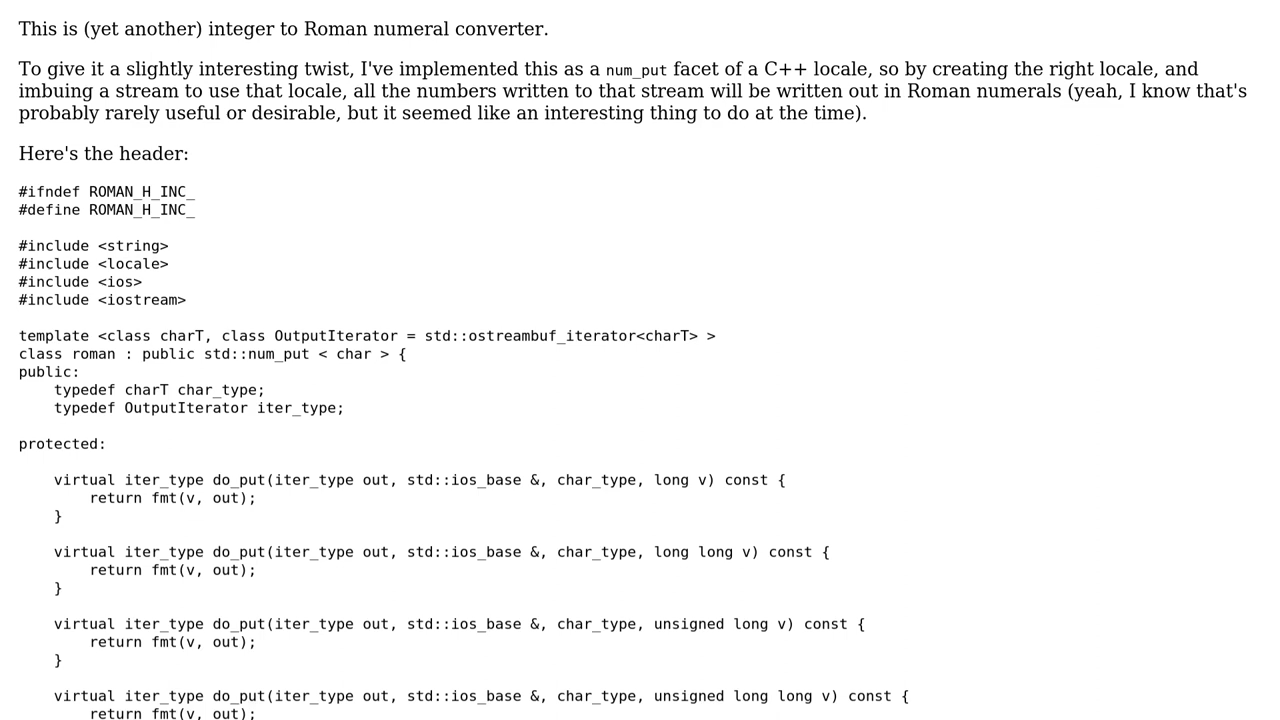 This is (yet another) integer to Roman numeral converter.
To give it a slightly interesting twist, I've implemented this as a num_put facet of a C++ locale, so by creating the right locale, and
imbuing a stream to use that locale, all the numbers written to that stream will be written out in Roman numerals (yeah, I know that's
probably rarely useful or desirable, but it seemed like an interesting thing to do at the time).
Here's the header:
#ifndef ROMAN_H_INC_
#define ROMAN_H_INC_
#include <string>
#include <locale>
#include <ios>
#include <iostream>
template <class charT, class OutputIterator = std::ostreambuf_iterator<charT> >
class roman : public std::num_put < char > {
public:
    typedef charT char_type;
    typedef OutputIterator iter_type;
protected:
    virtual iter_type do_put(iter_type out, std::ios_base &, char_type, long v) const {
        return fmt(v, out);
    }
    virtual iter_type do_put(iter_type out, std::ios_base &, char_type, long long v) const {
        return fmt(v, out);
    }
    virtual iter_type do_put(iter_type out, std::ios_base &, char_type, unsigned long v) const {
        return fmt(v, out);
    }
    virtual iter_type do_put(iter_type out, std::ios_base &, char_type, unsigned long long v) const {
        return fmt(v, out);